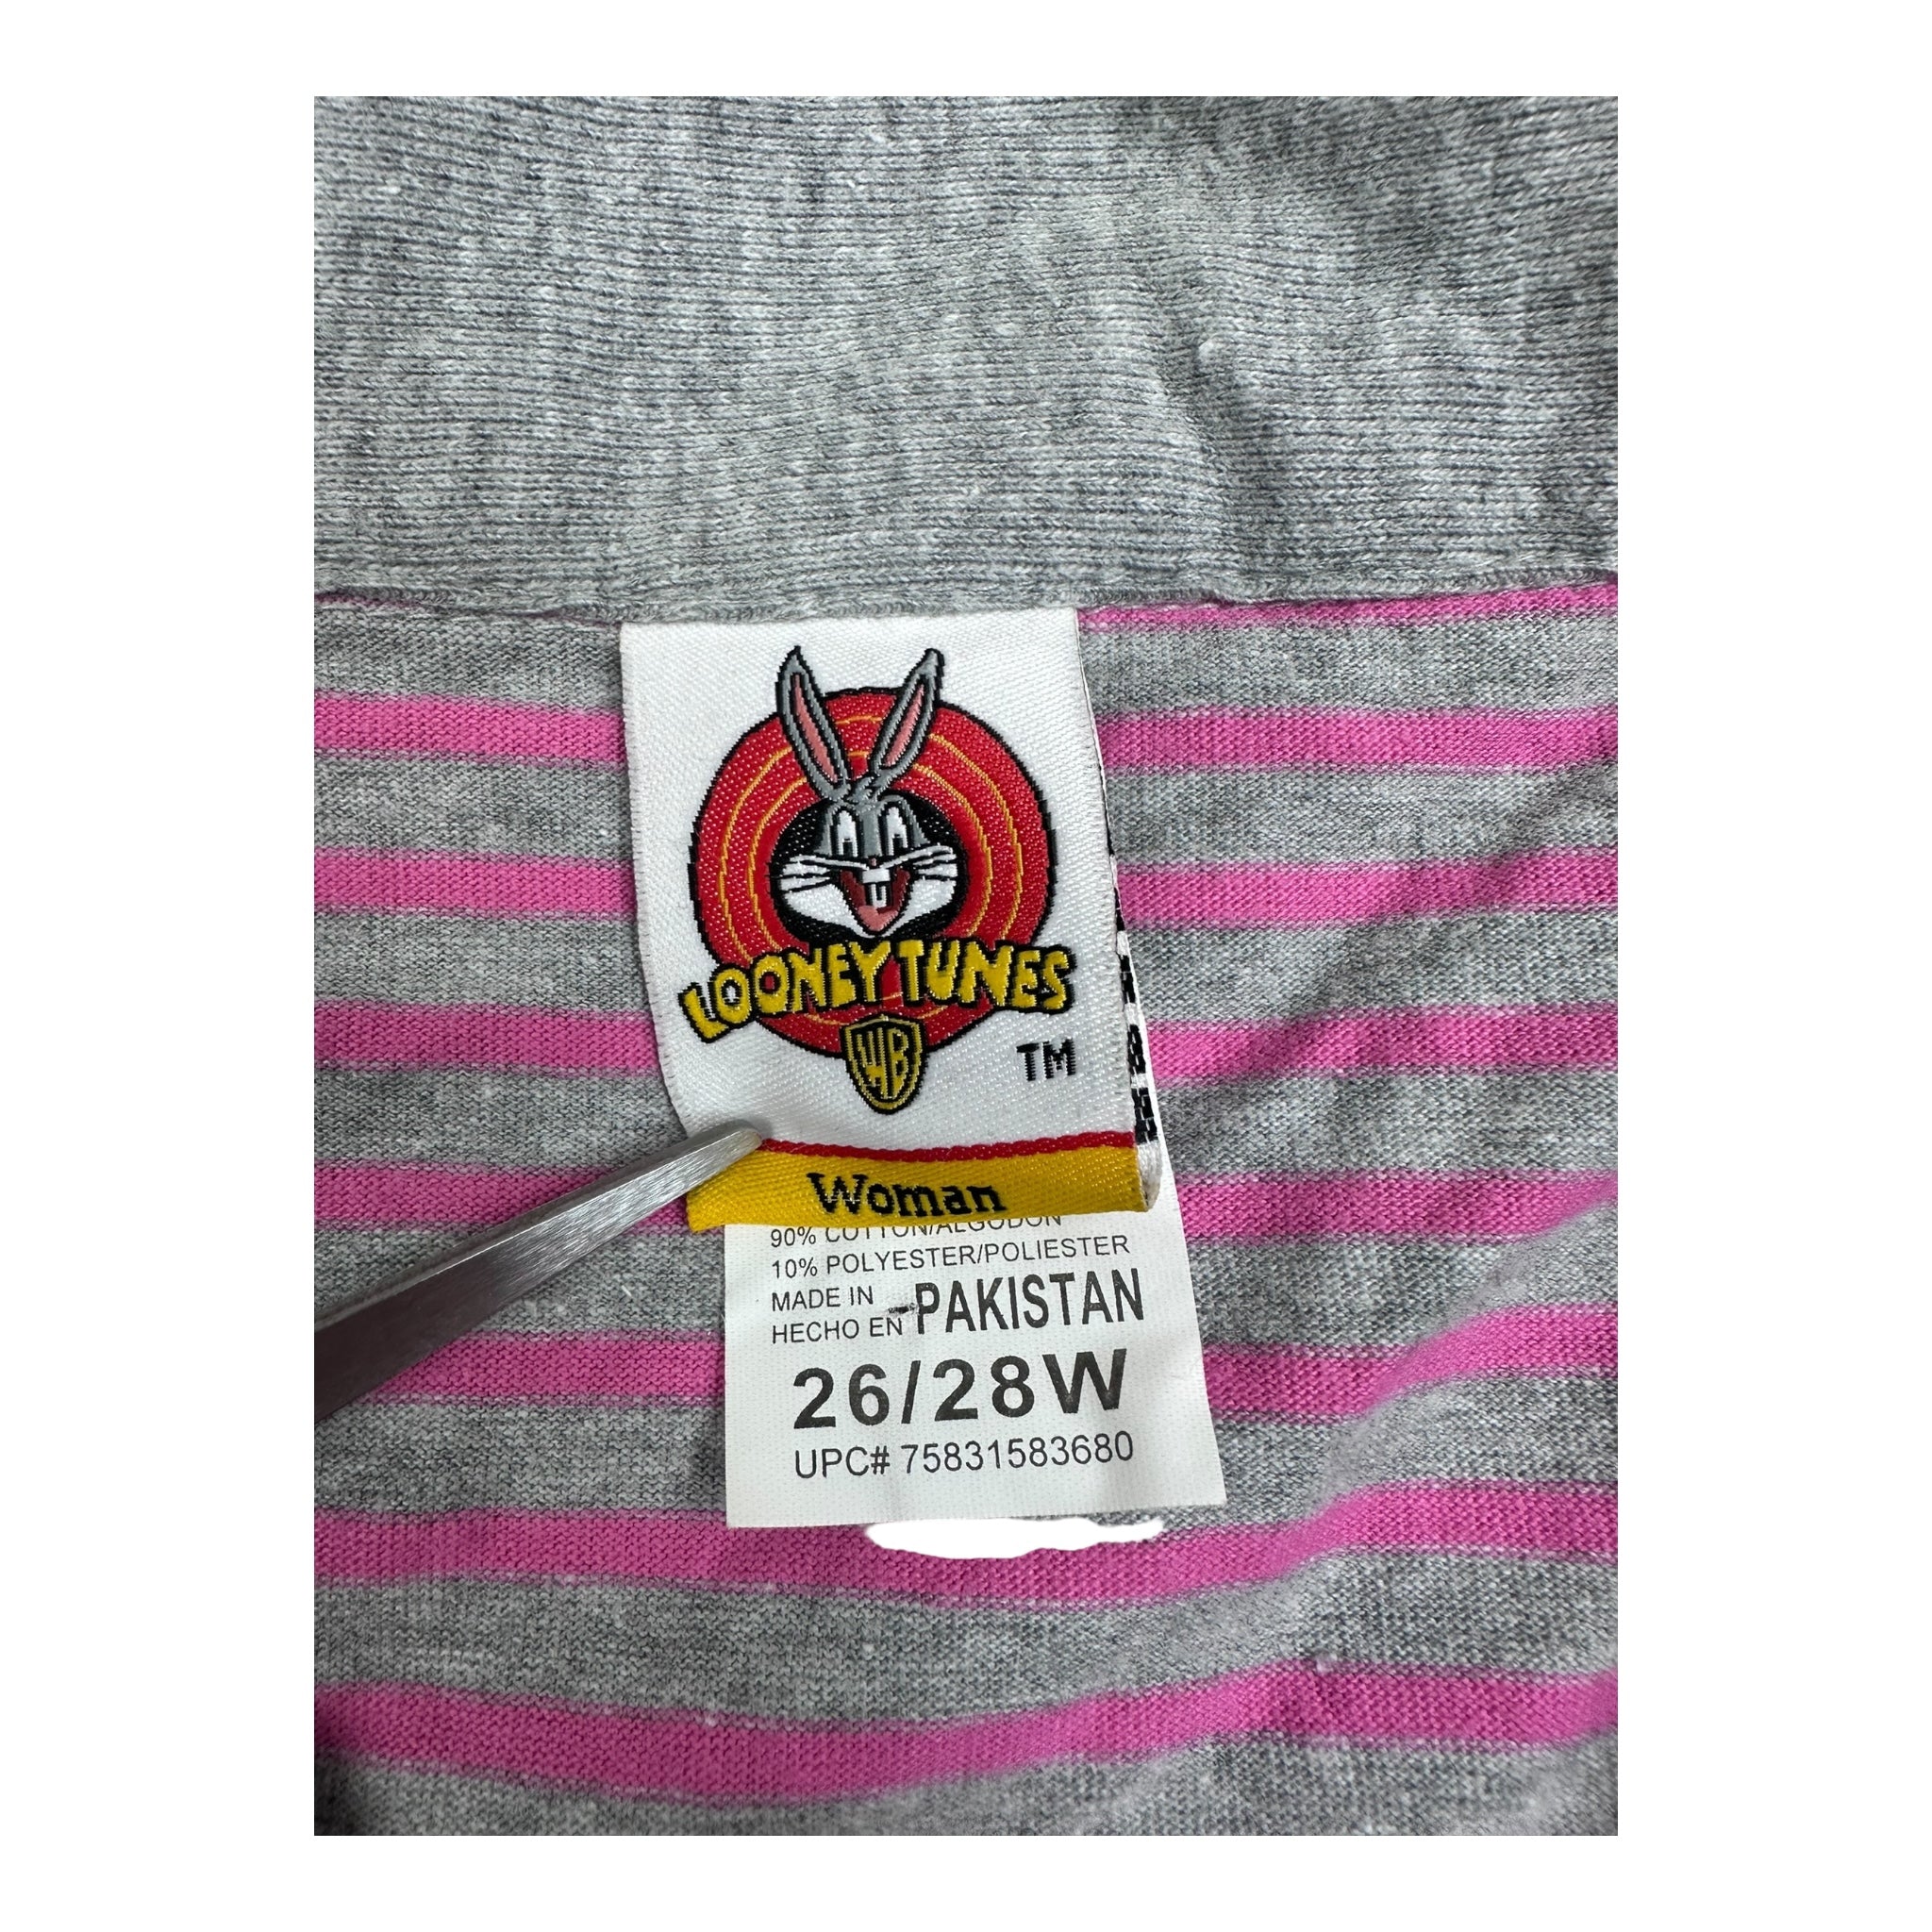 LOONEY TUNES
WB
TM
Woman
90% COTTON/ALGODON
10% POLYESTER/POLIESTER
MADE IN
HECHO EN PAKISTAN
26/28W
UPC# 75831583680